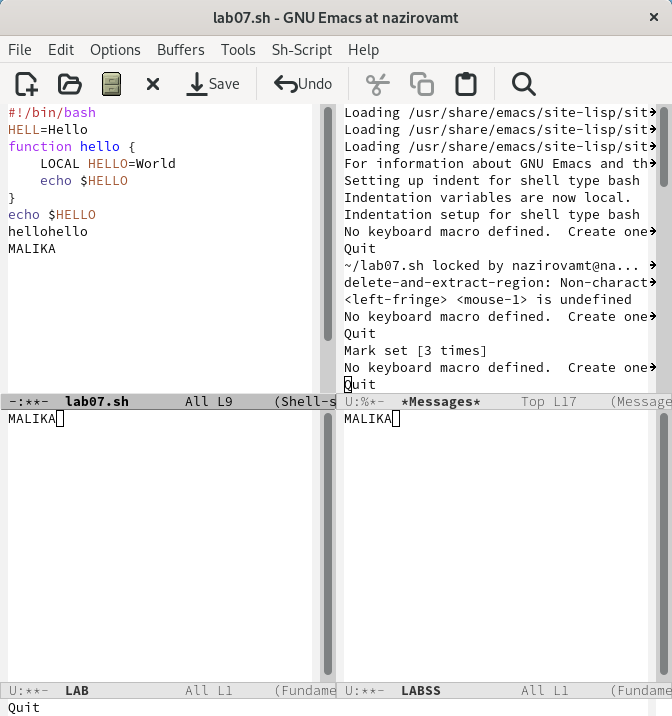 lab07.sh - GNU Emacs at nazirovamt
File Edit Options Buffers Tools Sh-Script Help
Save Undo
#!/bin/bash
HELL=Hello
function hello {
    LOCAL HELLO=World
    echo $HELLO
}
echo $HELLO
hellohello
MALIKA
-:**- lab07.sh All L9 (Shell-s
Loading /usr/share/emacs/site-lisp/sit
Loading /usr/share/emacs/site-lisp/sit
Loading /usr/share/emacs/site-lisp/sit
For information about GNU Emacs and th
Setting up indent for shell type bash
Indentation variables are now local.
Indentation setup for shell type bash
No keyboard macro defined.  Create one
Quit
~/lab07.sh locked by nazirovamt@na...
delete-and-extract-region: Non-charact
<left-fringe> <mouse-1> is undefined
No keyboard macro defined.  Create one
Quit
Mark set [3 times]
No keyboard macro defined.  Create one
Quit
U:%*- *Messages* Top L17 (Message
MALIKA
U:**- LAB All L1 (Fundame
MALIKA
U:**- LABSS All L1 (Fundame
Quit